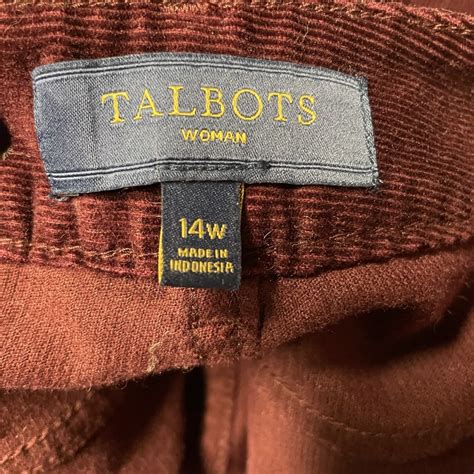 TALBOTS
WOMAN
14W
MADE IN
INDONESIA